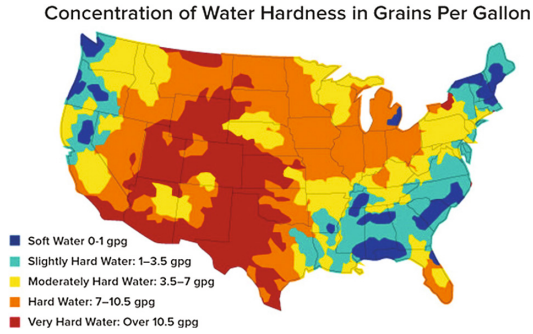 Concentration of Water Hardness in Grains Per Gallon
Soft Water 0-1 gpg
Slightly Hard Water: 1–3.5 gpg
Moderately Hard Water: 3.5–7 gpg
Hard Water: 7–10.5 gpg
Very Hard Water: Over 10.5 gpg